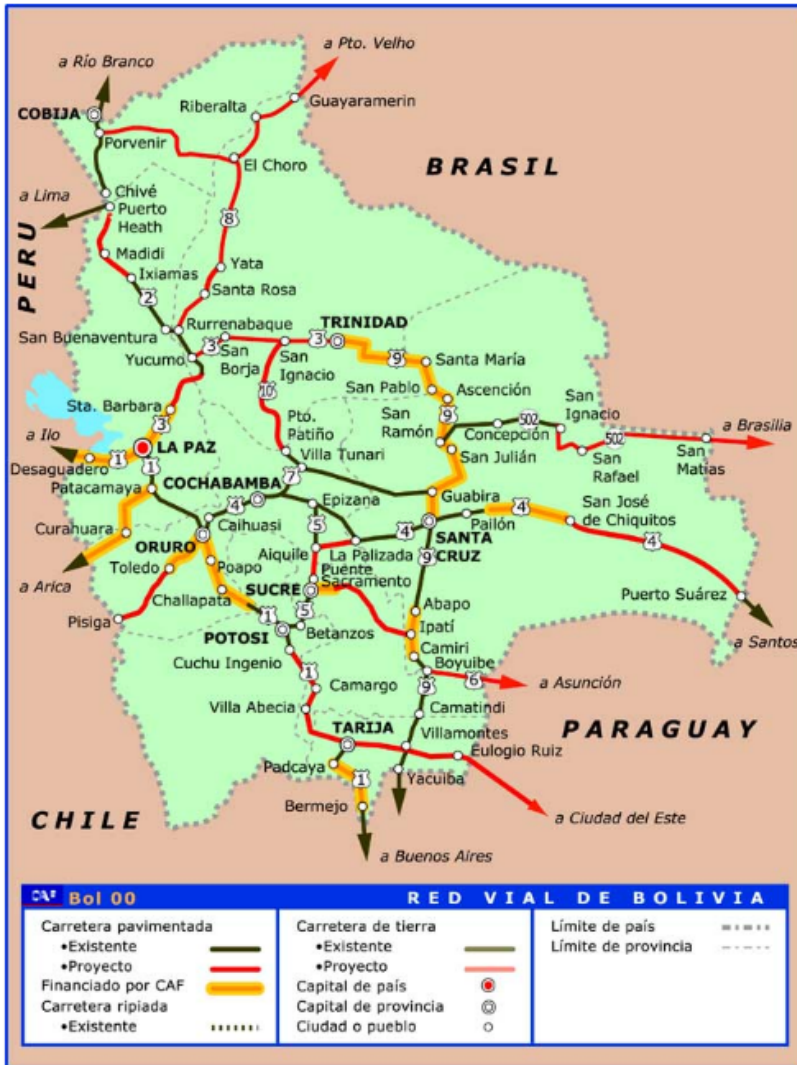 a Pto. Velho
a Río Branco
Riberalta
Guayaramerin
COBIJA
Porvenir
El Choro
BRASIL
a Lima
Chivé
Puerto
Heath
8
PERU
Madidi
Ixiamas
Yata
2
Santa Rosa
San Buenaventura
Rurrenabaque
TRINIDAD
Yucumo
3
San
Borja
San
Ignacio
3
9
Santa María
San Pablo
Ascención
10
Sta. Barbara
3
Pto.
Patiño
San
Ramón
9
Concepción
502
San
Ignacio
502
a Brasilia
a Ilo
LA PAZ
Villa Tunari
San Julián
San
Rafael
San
Matías
Desaguadero
1
1
Patacamaya
COCHABAMBA
7
Guabira
4
Epizana
Pailón
4
San José
de Chiquitos
Curahuara
Caihuasi
5
4
SANTA
CRUZ
4
ORURO
Aiquile
La Palizada
9
a Arica
Toledo
Poapo
Puente
Sacramento
SUCRE
Puerto Suárez
Challapata
Abapo
Pisiga
1
5
Ipatí
a Santos
POTOSI
Betanzos
Camiri
Cuchu Ingenio
Boyuibe
6
a Asunción
1
Camargo
9
Villa Abecia
Camatindi
PARAGUAY
TARIJA
Villamontes
Eulogio Ruiz
Padcaya
1
Yacuiba
Bermejo
CHILE
a Ciudad del Este
a Buenos Aires
CAF Bol 00
RED VIAL DE BOLIVIA
Carretera pavimentada
•Existente
•Proyecto
Financiado por CAF
Carretera ripiada
•Existente
Carretera de tierra
•Existente
•Proyecto
Capital de país
Capital de provincia
Ciudad o pueblo
Límite de país
Límite de provincia